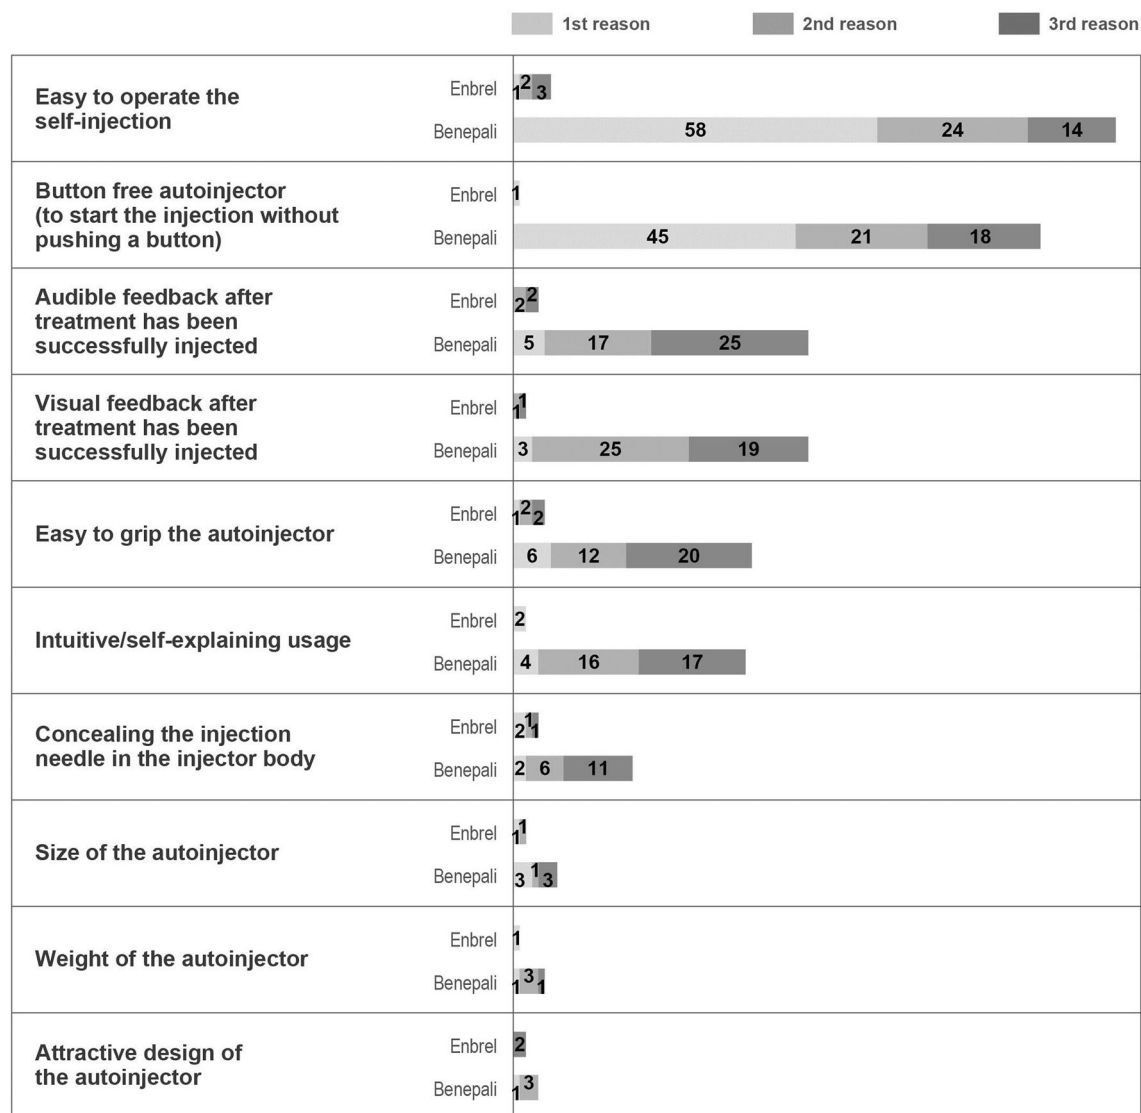 1st reason 2nd reason 3rd reason
Easy to operate the
self-injection
Enbrel 1 2 3
Benepali 58 24 14
Button free autoinjector
(to start the injection without
pushing a button)
Enbrel 1
Benepali 45 21 18
Audible feedback after
treatment has been
successfully injected
Enbrel 2 2
Benepali 5 17 25
Visual feedback after
treatment has been
successfully injected
Enbrel 1 1
Benepali 3 25 19
Easy to grip the autoinjector
Enbrel 1 2 2
Benepali 6 12 20
Intuitive/self-explaining usage
Enbrel 2
Benepali 4 16 17
Concealing the injection
needle in the injector body
Enbrel 2 1 1
Benepali 2 6 11
Size of the autoinjector
Enbrel 1 1
Benepali 3 1 3
Weight of the autoinjector
Enbrel 1
Benepali 1 3 1
Attractive design of
the autoinjector
Enbrel 2
Benepali 1 3